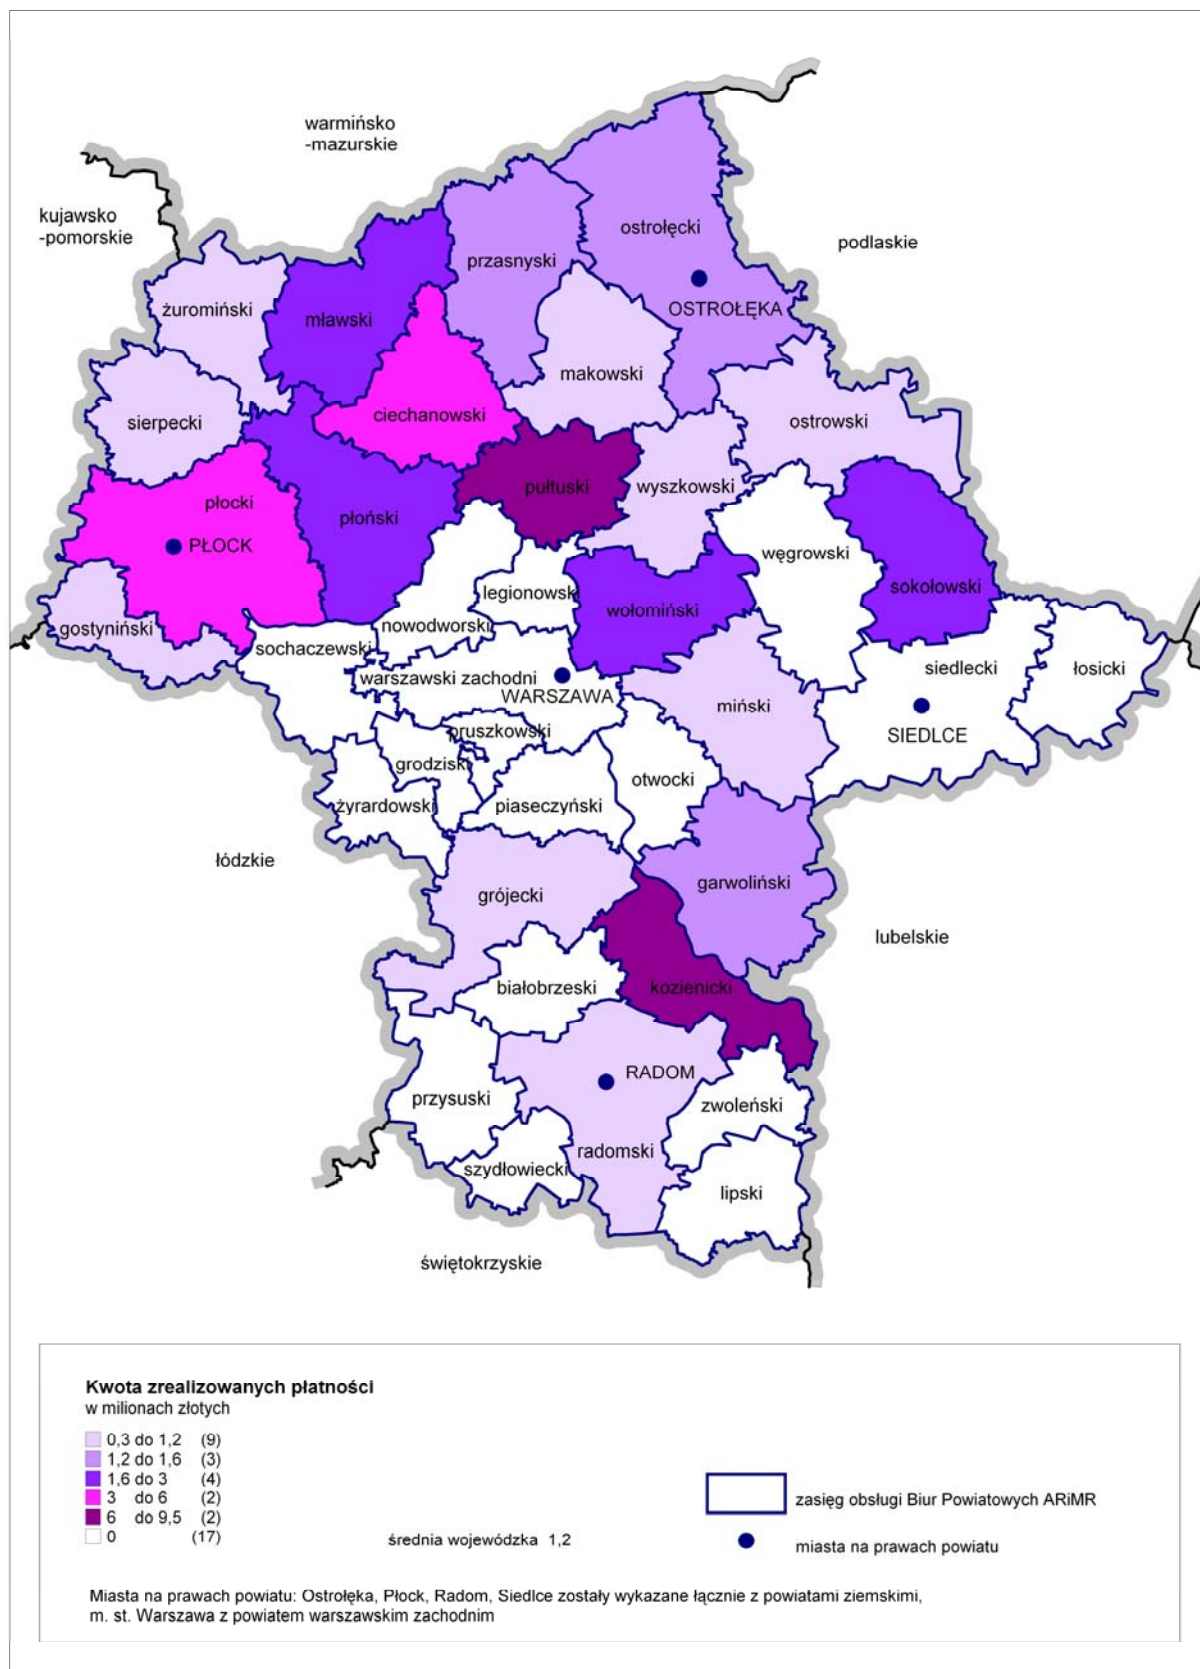 warmińsko
-mazurskie
kujawsko
-pomorskie
podlaskie
ostrołęcki
przasnyski
OSTROŁĘKA
żuromiński
mławski
makowski
ciechanowski
sierpecki
ostrowski
pułtuski
wyszkowski
płocki
płoński
PŁOCK
węgrowski
sokołowski
legionowsk
wołomiński
gostyniński
nowodworski
sochaczewski
warszawski zachodni
WARSZAWA
siedlecki
łosicki
miński
pruszkowski
SIEDLCE
grodziski
otwocki
żyrardowski
piaseczyński
łódzkie
grójecki
garwoliński
lubelskie
białobrzeski
kozienicki
RADOM
przysuski
zwoleński
radomski
szydłowiecki
lipski
świętokrzyskie
Kwota zrealizowanych płatności
w milionach złotych
0,3 do 1,2 (9)
1,2 do 1,6 (3)
1,6 do 3 (4)
3 do 6 (2)
6 do 9,5 (2)
0 (17)
średnia wojewódzka 1,2
zasięg obsługi Biur Powiatowych ARiMR
miasta na prawach powiatu
Miasta na prawach powiatu: Ostrołęka, Płock, Radom, Siedlce zostały wykazane łącznie z powiatami ziemskimi,
m. st. Warszawa z powiatem warszawskim zachodnim